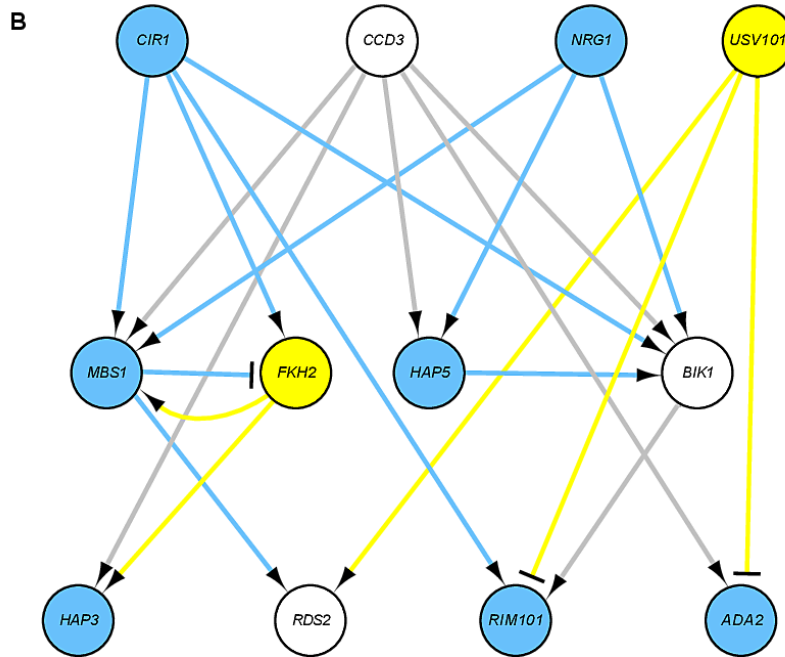 B
CIR1
CCD3
NRG1
USV101
MBS1
FKH2
HAP5
BIK1
HAP3
RDS2
RIM101
ADA2